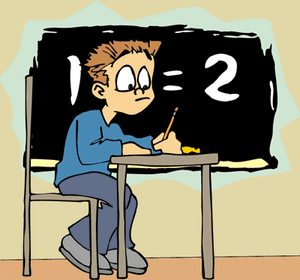 1 = 2